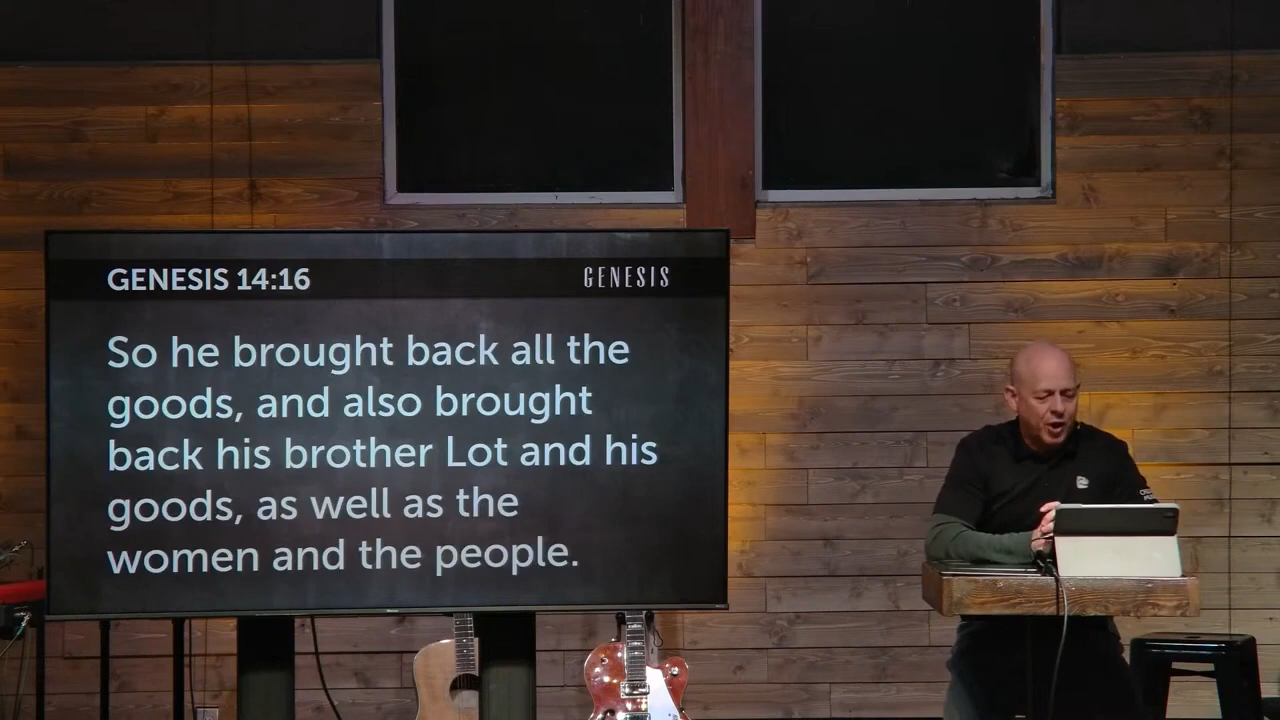 GENESIS 14:16
GENESIS
So he brought back all the
goods, and also brought
back his brother Lot and his
goods, as well as the
women and the people.